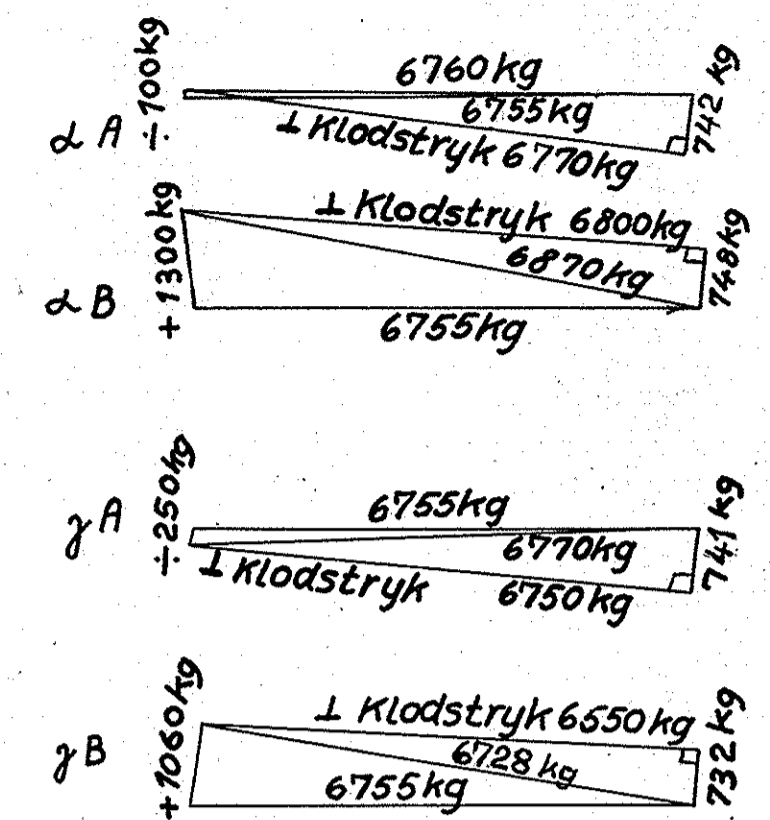 α A
÷ 100kg
6760kg
6755kg
⊥ Klodstryk 6770kg
742 kg
α B
+ 1300kg
⊥ Klodstryk 6800kg
6870kg
6755kg
748kg
γ A
÷ 250kg
6755kg
6770kg
⊥ Klodstryk 6750kg
741 kg
γ B
+ 1060kg
⊥ Klodstryk 6550kg
6728 kg
6755kg
732 kg